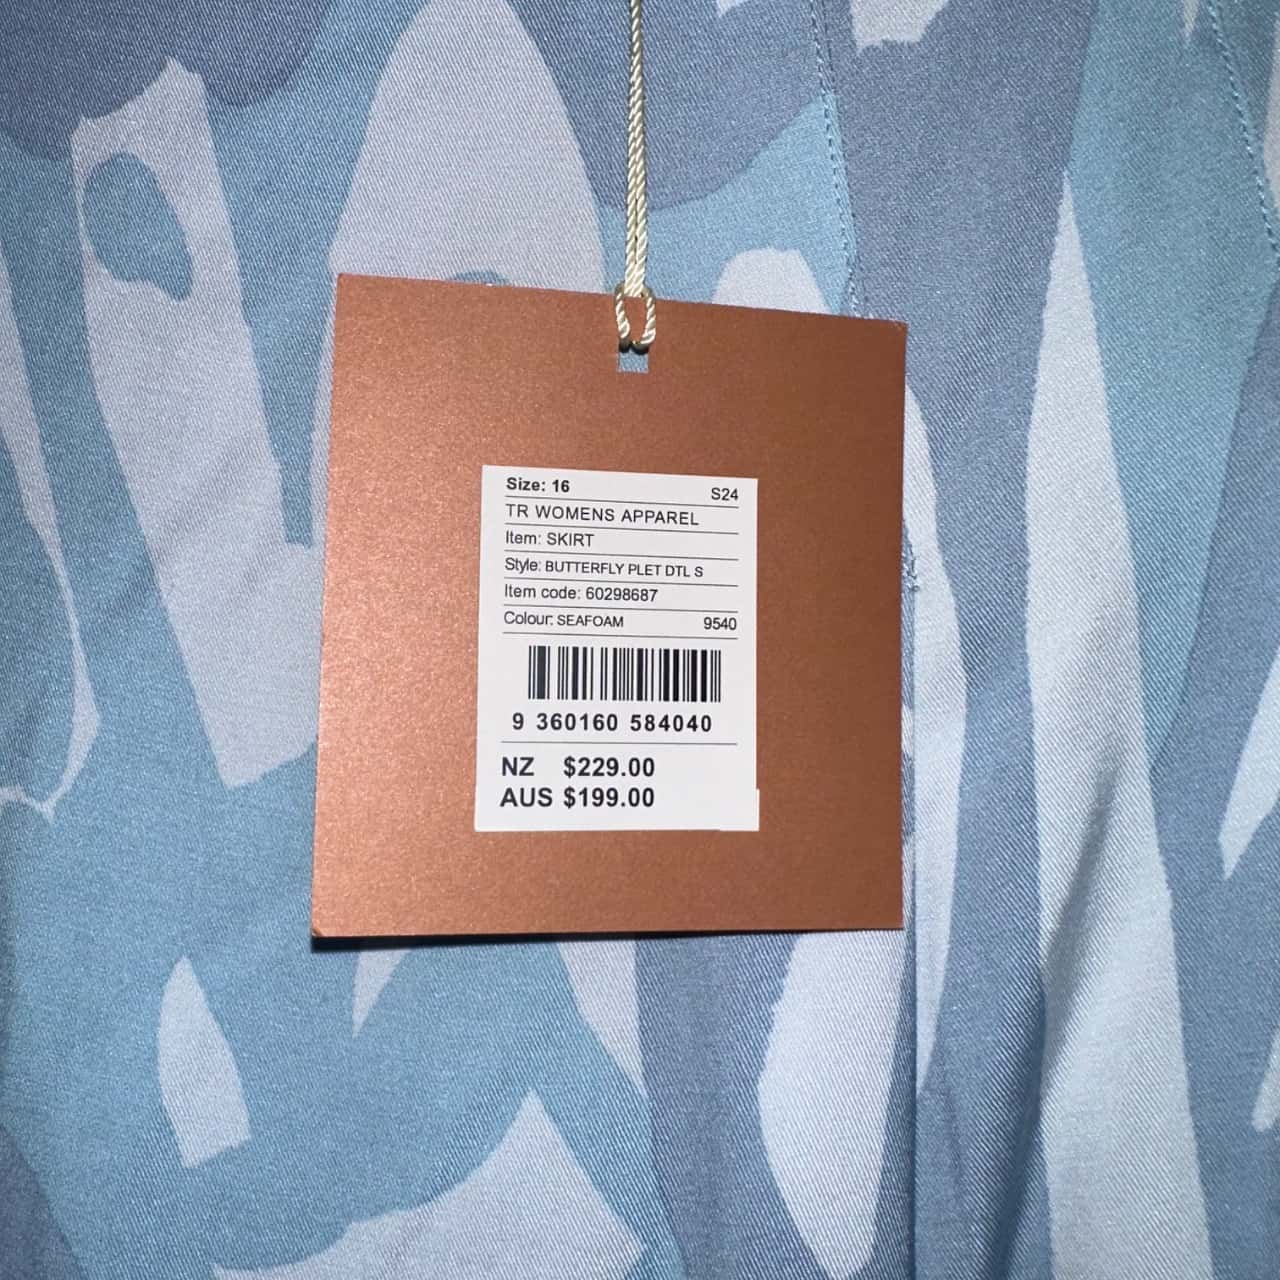 Size: 16 S24
TR WOMENS APPAREL
Item: SKIRT
Style: BUTTERFLY PLET DTL S
Item code: 60298687
Colour: SEAFOAM 9540
9 360160 584040
NZ $229.00
AUS $199.00